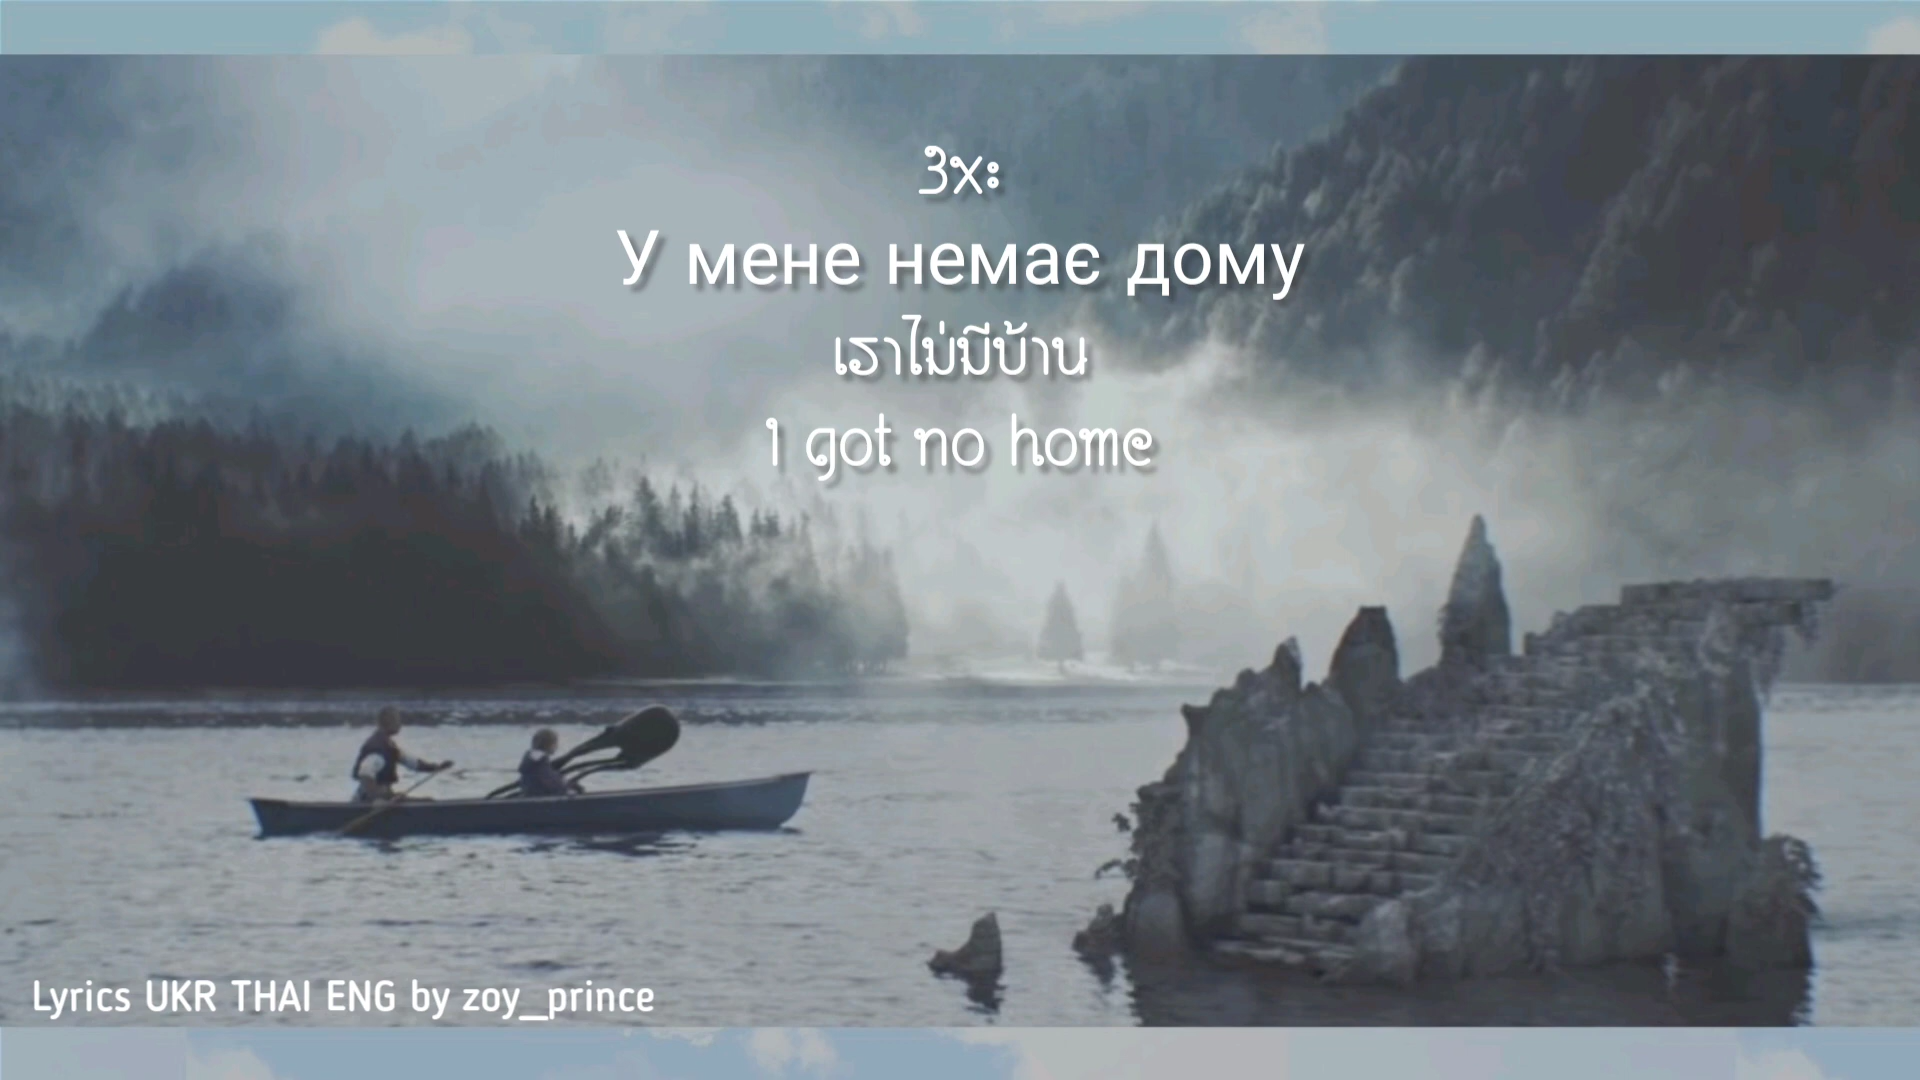 3x:
У мене немає дому
เราไม่มีบ้าน
I got no home
Lyrics UKR THAI ENG by zoy_prince